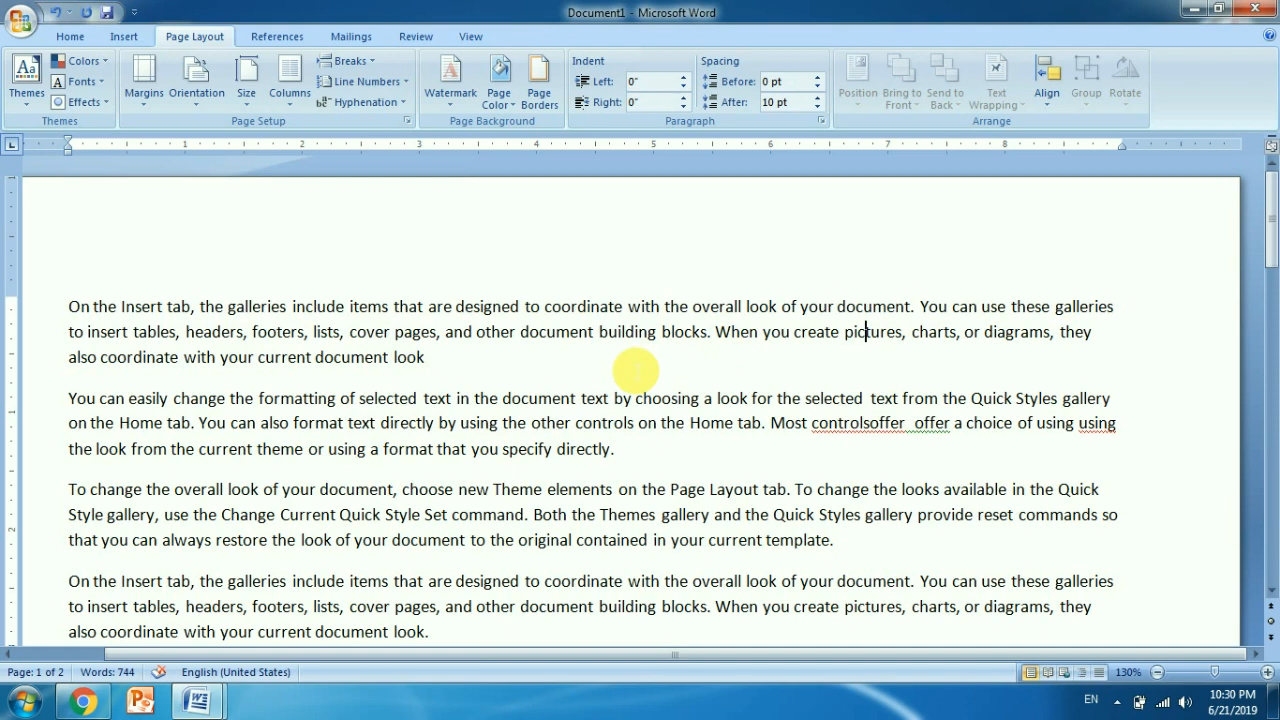 Document1 - Microsoft Word
Home Insert Page Layout References Mailings Review View
Themes
Colors
Fonts
Effects
Themes
Margins Orientation Size Columns
Breaks
Line Numbers
Hyphenation
Page Setup
Watermark Page Color Page Borders
Page Background
Indent
Left: 0"
Right: 0"
Spacing
Before: 0 pt
After: 10 pt
Paragraph
Position Bring to Front Send to Back Text Wrapping Align Group Rotate
Arrange
1 2 3 4 5 6 7 8
On the Insert tab, the galleries include items that are designed to coordinate with the overall look of your document. You can use these galleries
to insert tables, headers, footers, lists, cover pages, and other document building blocks. When you create pictures, charts, or diagrams, they
also coordinate with your current document look
You can easily change the formatting of selected text in the document text by choosing a look for the selected text from the Quick Styles gallery
on the Home tab. You can also format text directly by using the other controls on the Home tab. Most controlsoffer offer a choice of using using
the look from the current theme or using a format that you specify directly.
To change the overall look of your document, choose new Theme elements on the Page Layout tab. To change the looks available in the Quick
Style gallery, use the Change Current Quick Style Set command. Both the Themes gallery and the Quick Styles gallery provide reset commands so
that you can always restore the look of your document to the original contained in your current template.
On the Insert tab, the galleries include items that are designed to coordinate with the overall look of your document. You can use these galleries
to insert tables, headers, footers, lists, cover pages, and other document building blocks. When you create pictures, charts, or diagrams, they
also coordinate with your current document look.
Page: 1 of 2 Words: 744 English (United States) 130%
EN 10:30 PM
6/21/2019